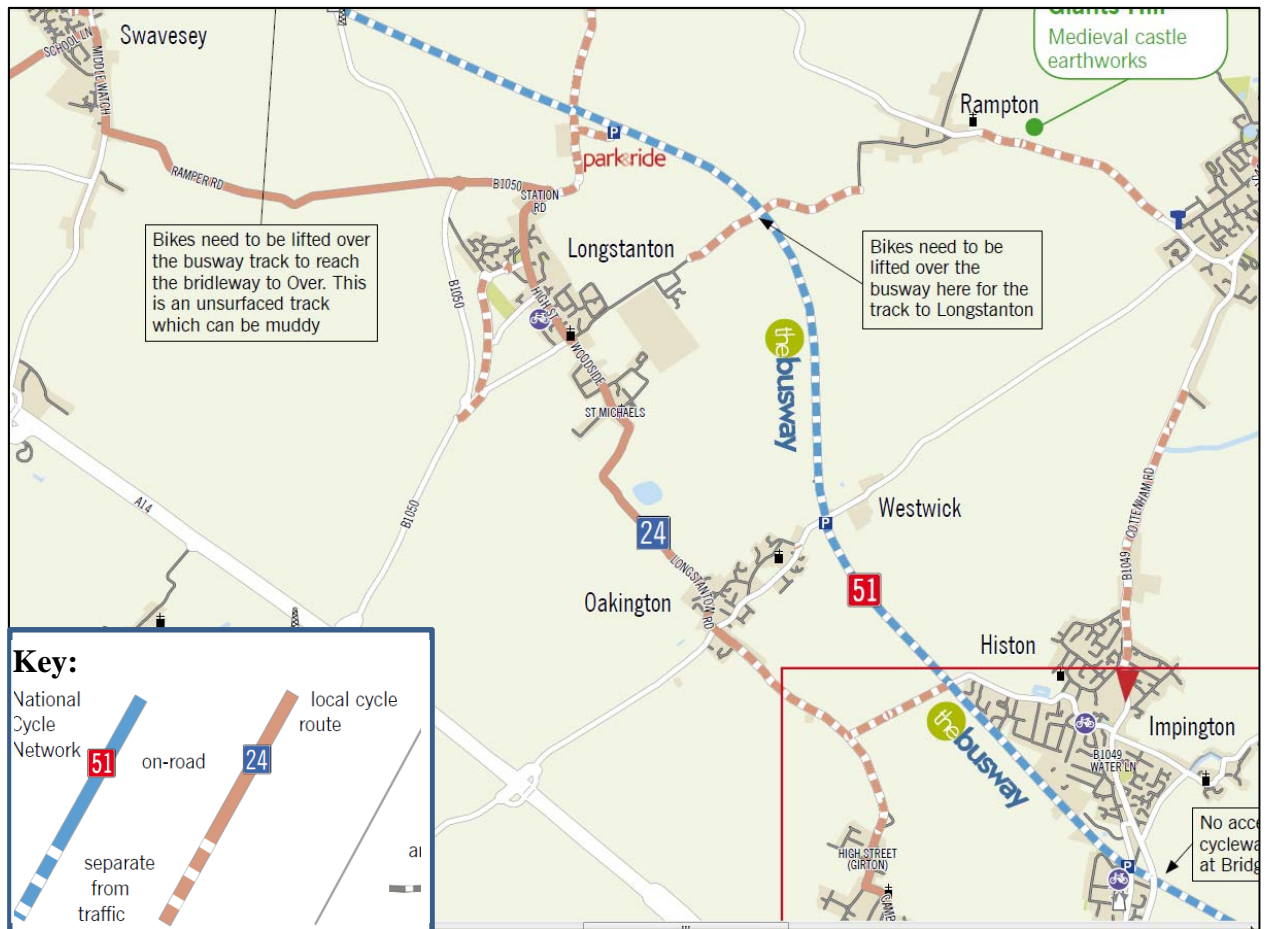 Swavesey
SCHOOL LN
MIDDLE WATCH
Giants Hill
Medieval castle
earthworks
Rampton
P
park&ride
RAMPER RD
B1050
STATION
RD
Bikes need to be lifted over
the busway track to reach
the bridleway to Over. This
is an unsurfaced track
which can be muddy
Longstanton
Bikes need to be
lifted over the
busway here for the
track to Longstanton
B1050
HIGH ST
WOODSIDE
thebusway
ST MICHAELS
A14
B1050
24
Westwick
P
B1049
COTTENHAM RD
LONGSTANTON RD
Oakington
51
Histon
Impington
thebusway
B1049
WATER LN
HIGH STREET
(GIRTON)
No acce
cyclewa
at Bridg
P
Key:
National
Cycle
Network
51
on-road
local cycle
route
24
separate
from
traffic